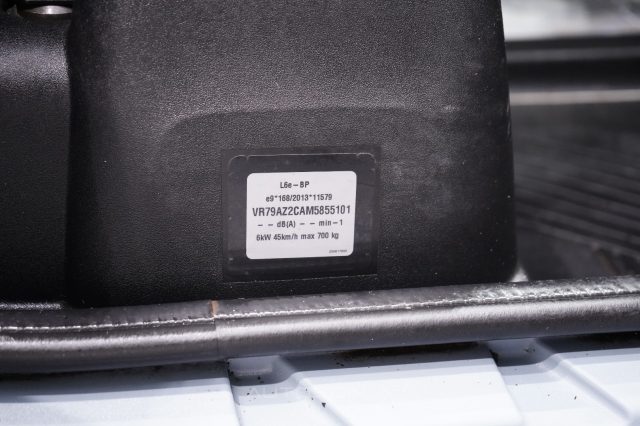 L6e-BP
e9*168/2013*11579
VR79AZ2CAM5855101
-- dB(A) -- min-1
6kW 45km/h max 700 kg